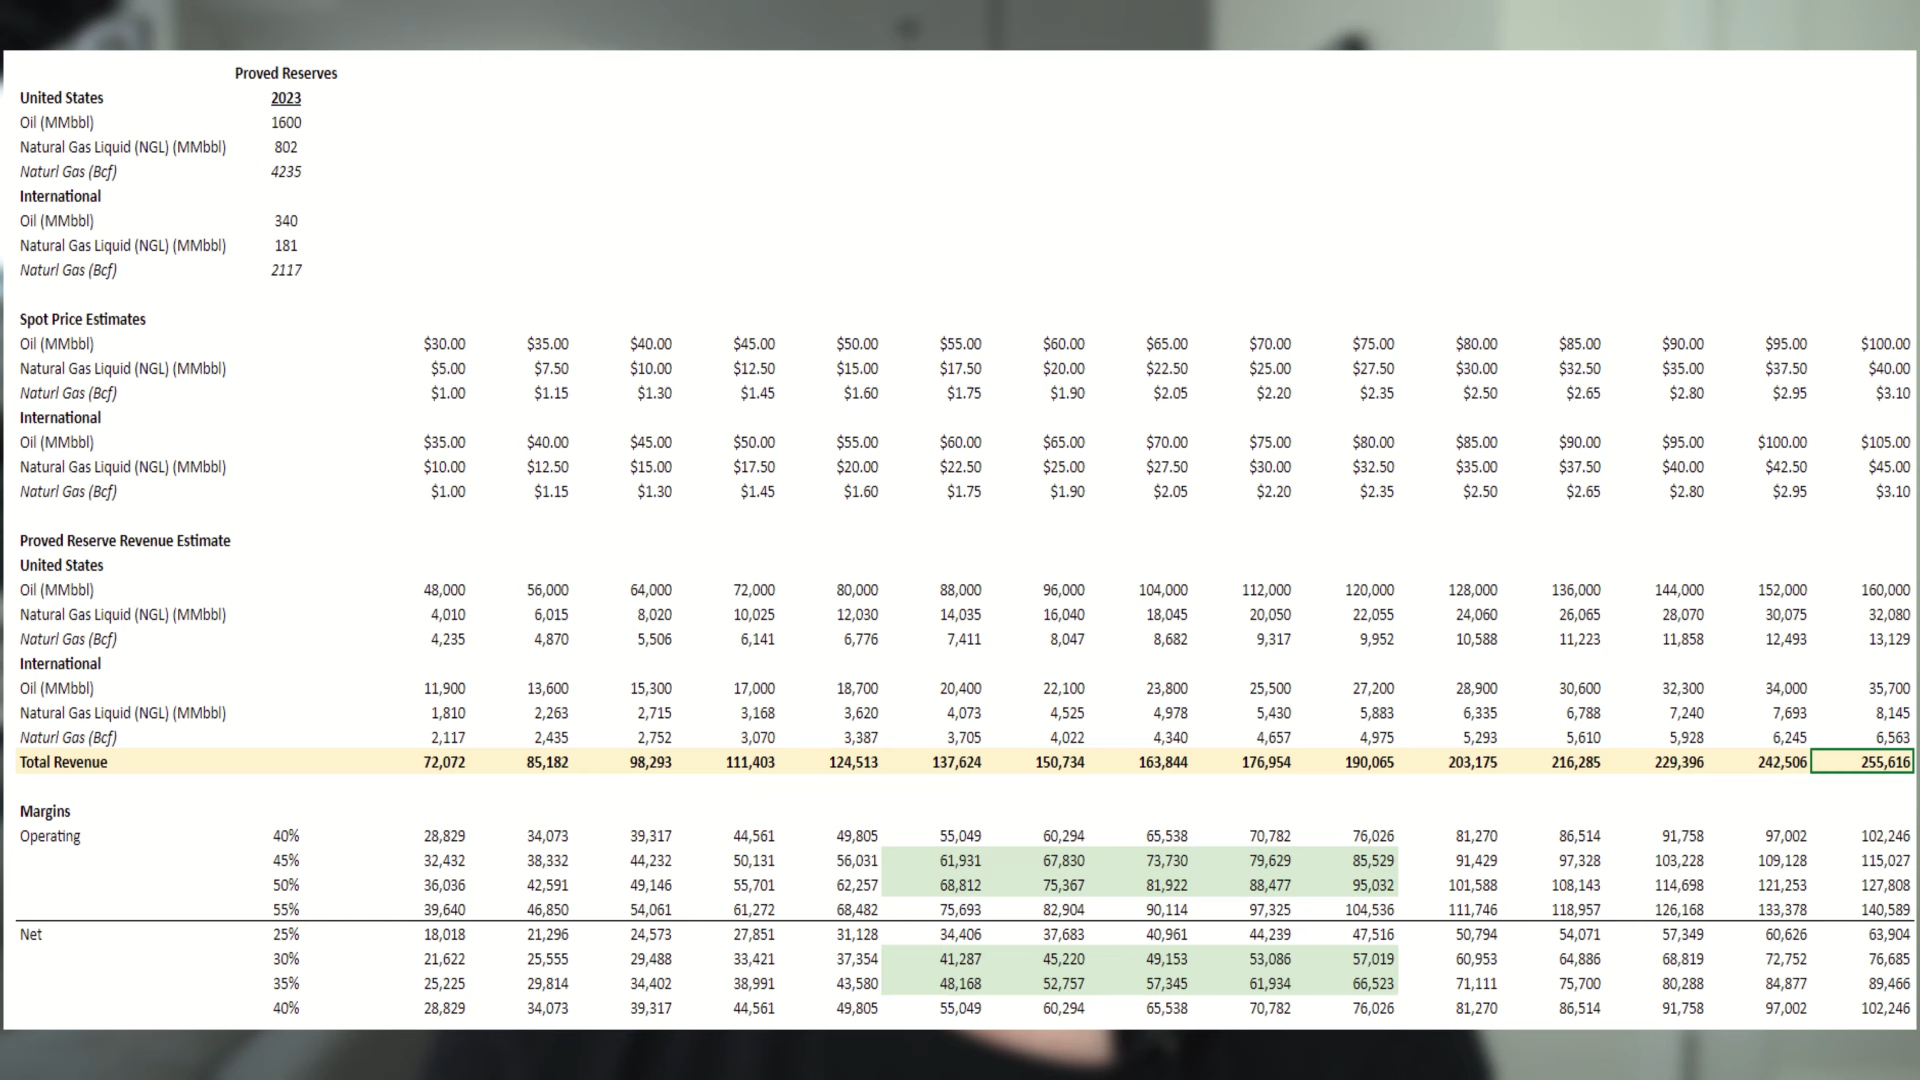 Proved Reserves
United States 2023
Oil (MMbbl) 1600
Natural Gas Liquid (NGL) (MMbbl) 802
Naturl Gas (Bcf) 4235
International
Oil (MMbbl) 340
Natural Gas Liquid (NGL) (MMbbl) 181
Naturl Gas (Bcf) 2117
Spot Price Estimates
Oil (MMbbl) $30.00 $35.00 $40.00 $45.00 $50.00 $55.00 $60.00 $65.00 $70.00 $75.00 $80.00 $85.00 $90.00 $95.00 $100.00
Natural Gas Liquid (NGL) (MMbbl) $5.00 $7.50 $10.00 $12.50 $15.00 $17.50 $20.00 $22.50 $25.00 $27.50 $30.00 $32.50 $35.00 $37.50 $40.00
Naturl Gas (Bcf) $1.00 $1.15 $1.30 $1.45 $1.60 $1.75 $1.90 $2.05 $2.20 $2.35 $2.50 $2.65 $2.80 $2.95 $3.10
International
Oil (MMbbl) $35.00 $40.00 $45.00 $50.00 $55.00 $60.00 $65.00 $70.00 $75.00 $80.00 $85.00 $90.00 $95.00 $100.00 $105.00
Natural Gas Liquid (NGL) (MMbbl) $10.00 $12.50 $15.00 $17.50 $20.00 $22.50 $25.00 $27.50 $30.00 $32.50 $35.00 $37.50 $40.00 $42.50 $45.00
Naturl Gas (Bcf) $1.00 $1.15 $1.30 $1.45 $1.60 $1.75 $1.90 $2.05 $2.20 $2.35 $2.50 $2.65 $2.80 $2.95 $3.10
Proved Reserve Revenue Estimate
United States
Oil (MMbbl) 48,000 56,000 64,000 72,000 80,000 88,000 96,000 104,000 112,000 120,000 128,000 136,000 144,000 152,000 160,000
Natural Gas Liquid (NGL) (MMbbl) 4,010 6,015 8,020 10,025 12,030 14,035 16,040 18,045 20,050 22,055 24,060 26,065 28,070 30,075 32,080
Naturl Gas (Bcf) 4,235 4,870 5,506 6,141 6,776 7,411 8,047 8,682 9,317 9,952 10,588 11,223 11,858 12,493 13,129
International
Oil (MMbbl) 11,900 13,600 15,300 17,000 18,700 20,400 22,100 23,800 25,500 27,200 28,900 30,600 32,300 34,000 35,700
Natural Gas Liquid (NGL) (MMbbl) 1,810 2,263 2,715 3,168 3,620 4,073 4,525 4,978 5,430 5,883 6,335 6,788 7,240 7,693 8,145
Naturl Gas (Bcf) 2,117 2,435 2,752 3,070 3,387 3,705 4,022 4,340 4,657 4,975 5,293 5,610 5,928 6,245 6,563
Total Revenue 72,072 85,182 98,293 111,403 124,513 137,624 150,734 163,844 176,954 190,065 203,175 216,285 229,396 242,506 255,616
Margins
Operating 40% 28,829 34,073 39,317 44,561 49,805 55,049 60,294 65,538 70,782 76,026 81,270 86,514 91,758 97,002 102,246
45% 32,432 38,332 44,232 50,131 56,031 61,931 67,830 73,730 79,629 85,529 91,429 97,328 103,228 109,128 115,027
50% 36,036 42,591 49,146 55,701 62,257 68,812 75,367 81,922 88,477 95,032 101,588 108,143 114,698 121,253 127,808
55% 39,640 46,850 54,061 61,272 68,482 75,693 82,904 90,114 97,325 104,536 111,746 118,957 126,168 133,378 140,589
Net 25% 18,018 21,296 24,573 27,851 31,128 34,406 37,683 40,961 44,239 47,516 50,794 54,071 57,349 60,626 63,904
30% 21,622 25,555 29,488 33,421 37,354 41,287 45,220 49,153 53,086 57,019 60,953 64,886 68,819 72,752 76,685
35% 25,225 29,814 34,402 38,991 43,580 48,168 52,757 57,345 61,934 66,523 71,111 75,700 80,288 84,877 89,466
40% 28,829 34,073 39,317 44,561 49,805 55,049 60,294 65,538 70,782 76,026 81,270 86,514 91,758 97,002 102,246